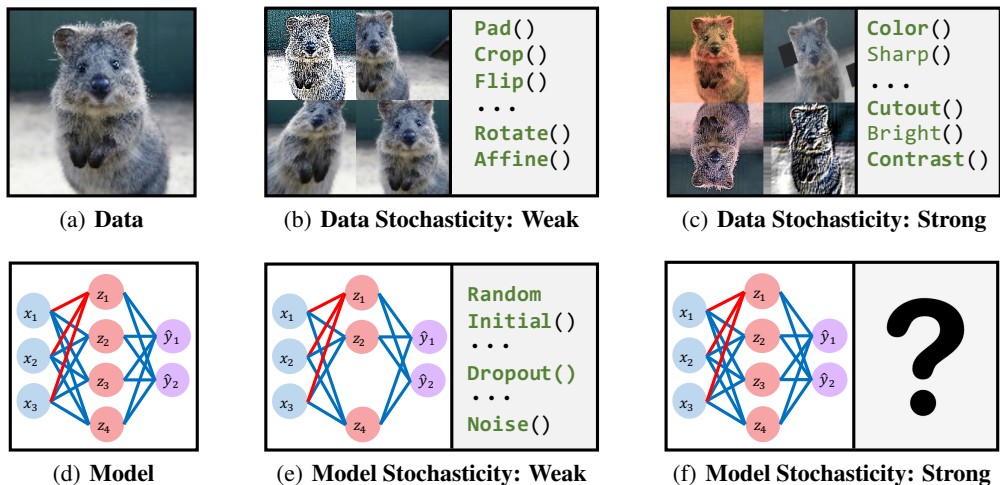 Pad()
Crop()
Flip()
...
Rotate()
Affine()
Color()
Sharp()
...
Cutout()
Bright()
Contrast()
(a) Data
(b) Data Stochasticity: Weak
(c) Data Stochasticity: Strong
x₁
x₂
x₃
z₁
z₂
z₃
z₄
ŷ₁
ŷ₂
x₁
x₂
x₃
z₁
z₂
z₄
ŷ₁
ŷ₂
Random
Initial()
...
Dropout()
...
Noise()
x₁
x₂
x₃
z₁
z₂
z₃
z₄
ŷ₁
ŷ₂
?
(d) Model
(e) Model Stochasticity: Weak
(f) Model Stochasticity: Strong